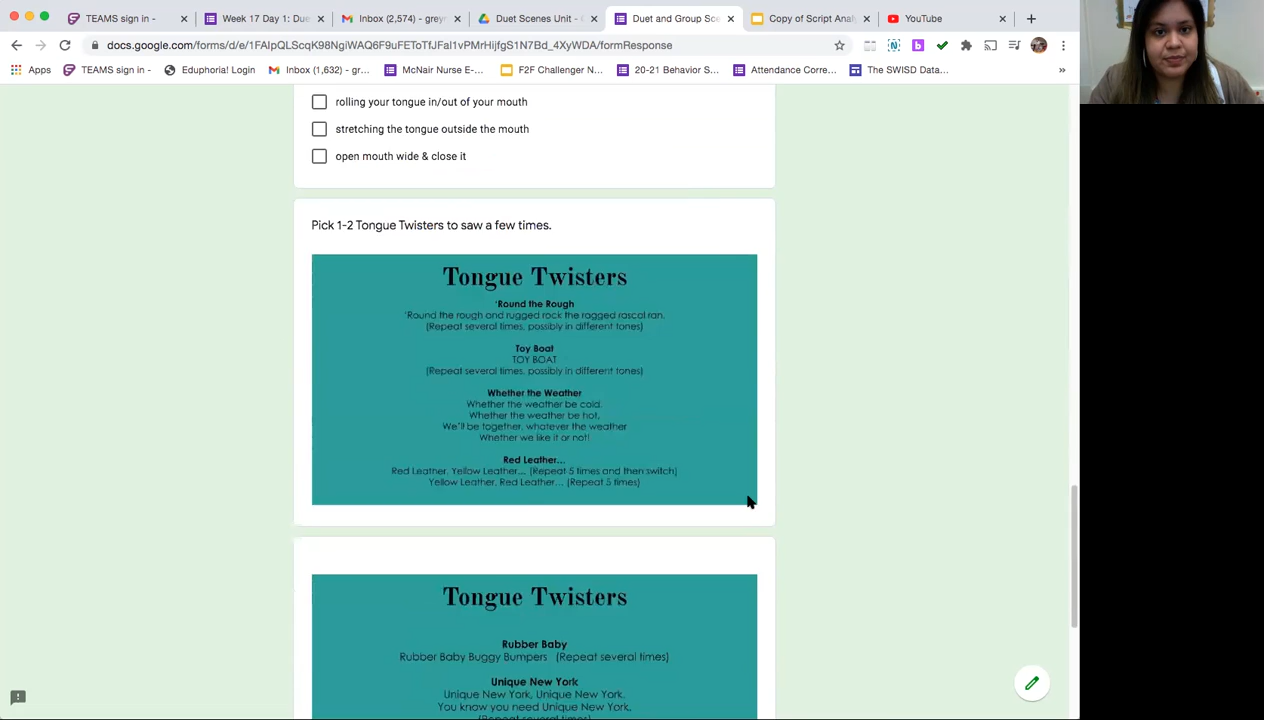 TEAMS sign in -
Week 17 Day 1: Due
Inbox (2,574) - grey
Duet Scenes Unit -
Duet and Group Sce
Copy of Script Anal
YouTube
docs.google.com/forms/d/e/1FAIpQLScqK98NgiWAQ6F9uFEToTfJFaI1vPMrHijfgS1N7Bd_4XyWDA/formResponse
Apps
TEAMS sign in -
Euphoria! Login
Inbox (1,632) - gr...
McNair Nurse E-...
F2F Challenger N...
20-21 Behavior S...
Attendance Corre...
The SWISD Data...
rolling your tongue in/out of your mouth
stretching the tongue outside the mouth
open mouth wide & close it
Pick 1-2 Tongue Twisters to saw a few times.
Tongue Twisters
'Round the Rough
'Round the rough and rugged rock the ragged rascal ran.
(Repeat several times, possibly in different tones)
Toy Boat
TOY BOAT
(Repeat several times, possibly in different tones)
Whether the Weather
Whether the weather be cold,
Whether the weather be hot,
We'll be together, whatever the weather
Whether we like it or not!
Red Leather...
Red Leather, Yellow Leather... (Repeat 5 times and then switch)
Yellow Leather, Red Leather... (Repeat 5 times)
Tongue Twisters
Rubber Baby
Rubber Baby Buggy Bumpers (Repeat several times)
Unique New York
Unique New York, Unique New York,
You know you need Unique New York,
(Repeat several times)